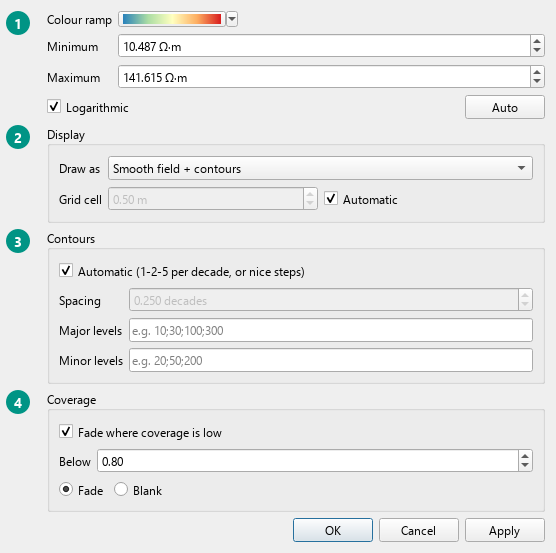 1 Colour ramp
Minimum 10.487 Ω·m
Maximum 141.615 Ω·m
Logarithmic Auto
2 Display
Draw as Smooth field + contours
Grid cell 0.50 m Automatic
3 Contours
Automatic (1-2-5 per decade, or nice steps)
Spacing 0.250 decades
Major levels e.g. 10;30;100;300
Minor levels e.g. 20;50;200
4 Coverage
Fade where coverage is low
Below 0.80
Fade Blank
OK Cancel Apply